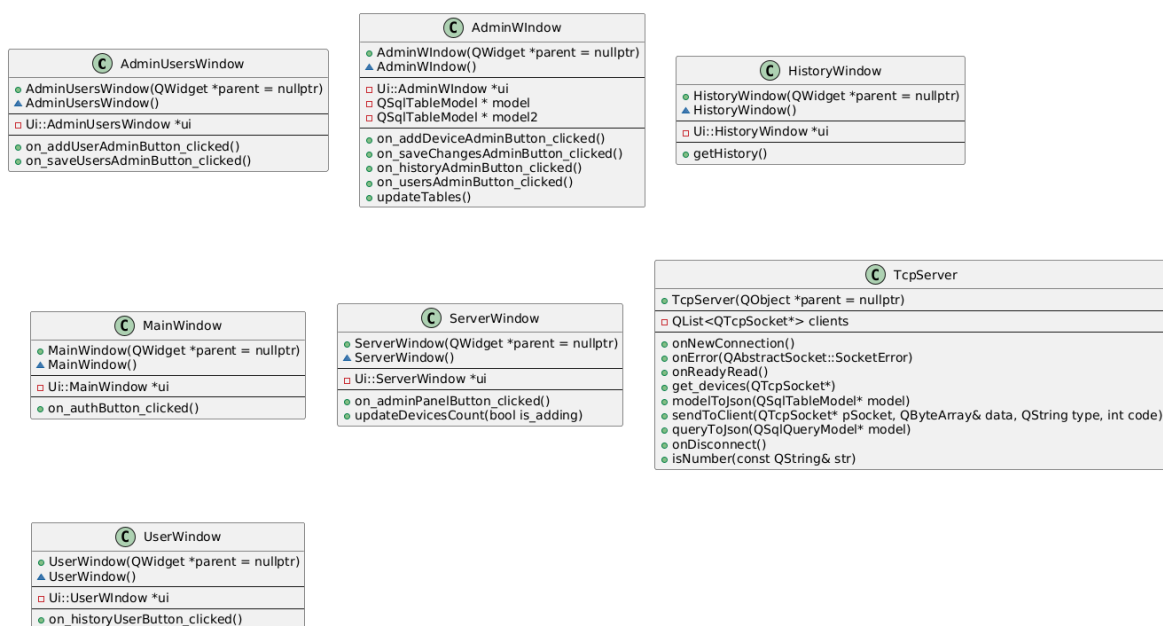 C AdminUsersWindow
AdminUsersWindow(QWidget *parent = nullptr)
AdminUsersWindow()
Ui::AdminUsersWindow *ui
on_addUserAdminButton_clicked()
on_saveUsersAdminButton_clicked()
C AdminWIndow
AdminWIndow(QWidget *parent = nullptr)
AdminWIndow()
Ui::AdminWIndow *ui
QSqlTableModel * model
QSqlTableModel * model2
on_addDeviceAdminButton_clicked()
on_saveChangesAdminButton_clicked()
on_historyAdminButton_clicked()
on_usersAdminButton_clicked()
updateTables()
C HistoryWindow
HistoryWindow(QWidget *parent = nullptr)
HistoryWindow()
Ui::HistoryWindow *ui
getHistory()
C MainWindow
MainWindow(QWidget *parent = nullptr)
MainWindow()
Ui::MainWindow *ui
on_authButton_clicked()
C ServerWindow
ServerWindow(QWidget *parent = nullptr)
ServerWindow()
Ui::ServerWindow *ui
on_adminPanelButton_clicked()
updateDevicesCount(bool is_adding)
C TcpServer
TcpServer(QObject *parent = nullptr)
QList<QTcpSocket*> clients
onNewConnection()
onError(QAbstractSocket::SocketError)
onReadyRead()
get_devices(QTcpSocket*)
modelToJson(QSqlTableModel* model)
sendToClient(QTcpSocket* pSocket, QByteArray& data, QString type, int code)
queryToJson(QSqlQueryModel* model)
onDisconnect()
isNumber(const QString& str)
C UserWindow
UserWindow(QWidget *parent = nullptr)
UserWindow()
Ui::UserWIndow *ui
on_historyUserButton_clicked()